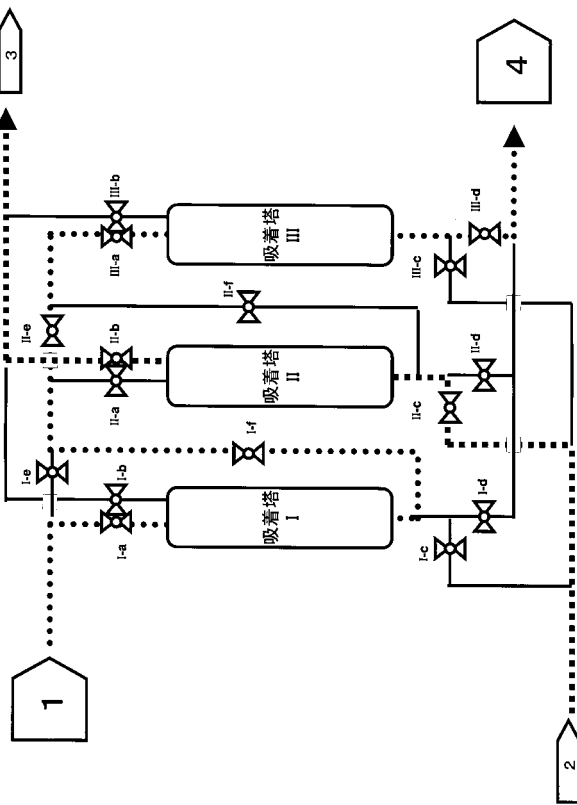 1
2
3
4
I-a
I-b
I-c
I-d
I-e
I-f
吸着塔
I
II-a
II-b
II-c
II-d
II-e
II-f
吸着塔
II
III-a
III-b
III-c
III-d
吸着塔
III